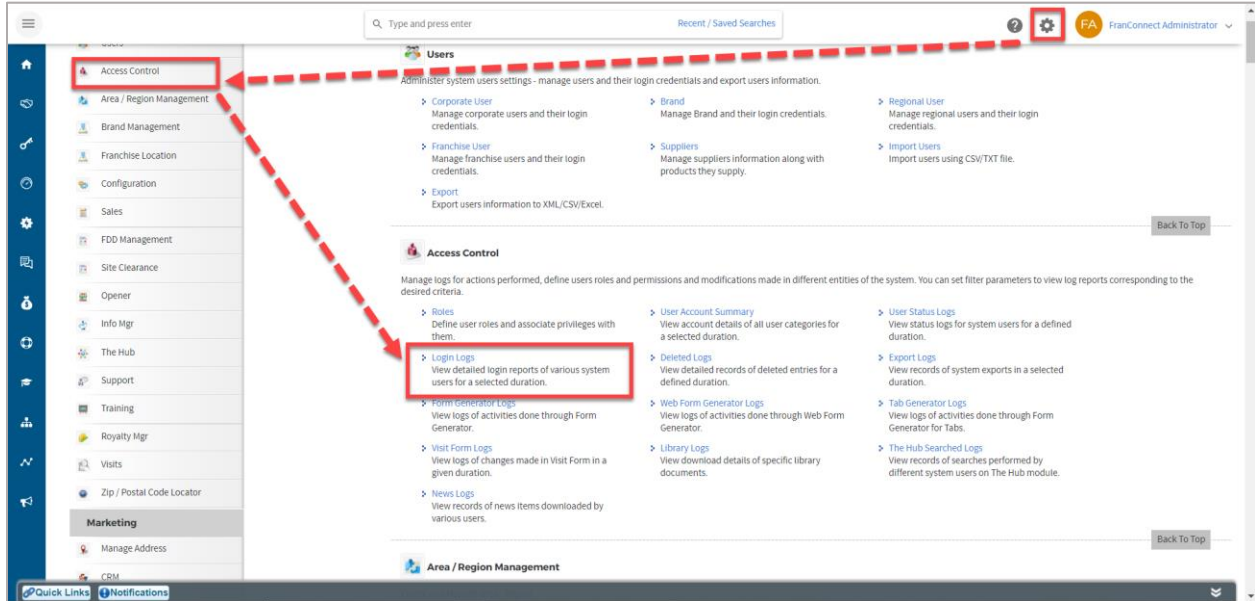 Type and press enter
Recent / Saved Searches
FA
FranConnect Administrator
Users
Access Control
Area / Region Management
Brand Management
Franchise Location
Configuration
Sales
FDD Management
Site Clearance
Opener
Info Mgr
The Hub
Support
Training
Royalty Mgr
Visits
Zip / Postal Code Locator
Marketing
Manage Address
CRM
Users
Administer system users settings - manage users and their login credentials and export users information.
Corporate User
Manage corporate users and their login
credentials.
Brand
Manage Brand and their login credentials.
Regional User
Manage regional users and their login
credentials.
Franchise User
Manage franchise users and their login
credentials.
Suppliers
Manage suppliers information along with
products they supply.
Import Users
Import users using CSV/TXT file.
Export
Export users information to XML/CSV/Excel.
Back To Top
Access Control
Manage logs for actions performed, define users roles and permissions and modifications made in different entities of the system. You can set filter parameters to view log reports corresponding to the
desired criteria.
Roles
Define user roles and associate privileges with
them.
User Account Summary
View account details of all user categories for
a selected duration.
User Status Logs
View status logs for system users for a defined
duration.
Login Logs
View detailed login reports of various system
users for a selected duration.
Deleted Logs
View detailed records of deleted entries for a
defined duration.
Export Logs
View records of system exports in a selected
duration.
Form Generator Logs
View logs of activities done through Form
Generator.
Web Form Generator Logs
View logs of activities done through Web Form
Generator.
Tab Generator Logs
View logs of activities done through Form
Generator for Tabs.
Visit Form Logs
View logs of changes made in Visit Form in a
given duration.
Library Logs
View download details of specific library
documents.
The Hub Searched Logs
View records of searches performed by
different system users on The Hub module.
News Logs
View records of news items downloaded by
various users.
Back To Top
Area / Region Management
Quick Links
Notifications